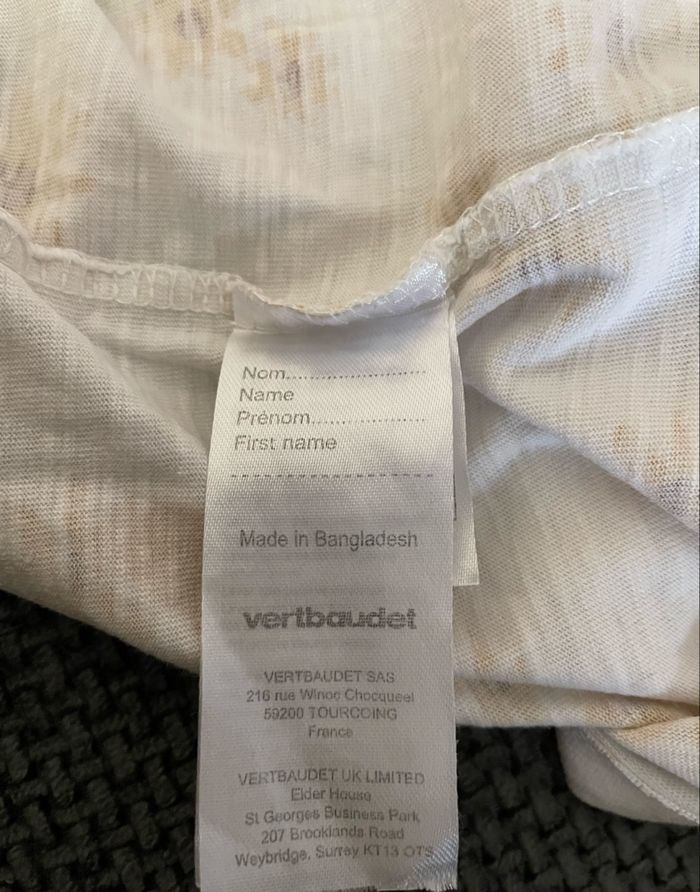 Nom........................
Name
Prénom....................
First name
Made in Bangladesh
vertbaudet
VERTBAUDET SAS
216 rue Winoc Chocqueel
59200 TOURCOING
France
VERTBAUDET UK LIMITED
Elder House
St Georges Business Park
207 Brooklands Road
Weybridge, Surrey KT13 OTS